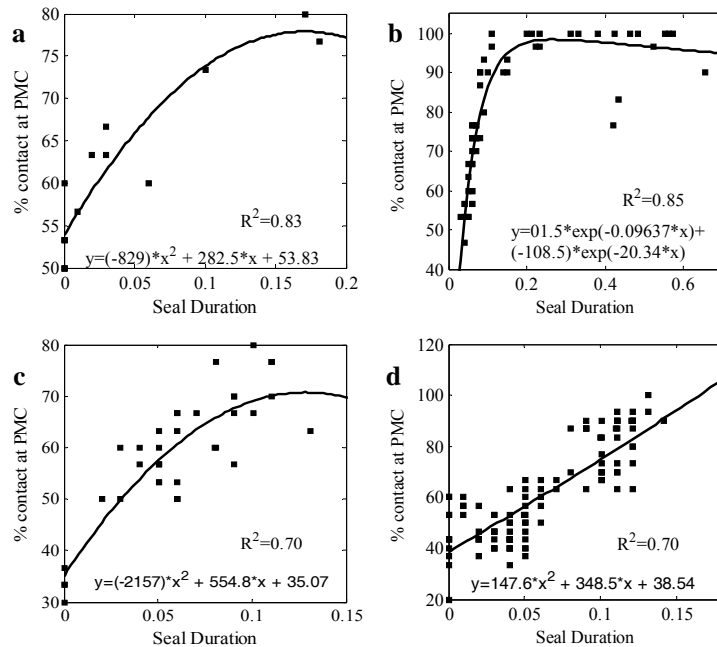 a
% contact at PMC
80
75
70
65
60
55
50
R²=0.83
y=(-829)*x² + 282.5*x + 53.83
0
0.05
0.1
0.15
0.2
Seal Duration
b
% contact at PMC
100
90
80
70
60
50
40
R²=0.85
y=01.5*exp(-0.09637*x)+
(-108.5)*exp(-20.34*x)
0
0.2
0.4
0.6
Seal Duration
c
% contact at PMC
80
70
60
50
40
30
R²=0.70
y=(-2157)*x² + 554.8*x + 35.07
0
0.05
0.1
0.15
Seal Duration
d
% contact at PMC
120
100
80
60
40
20
R²=0.70
y=147.6*x² + 348.5*x + 38.54
0
0.05
0.1
0.15
Seal Duration